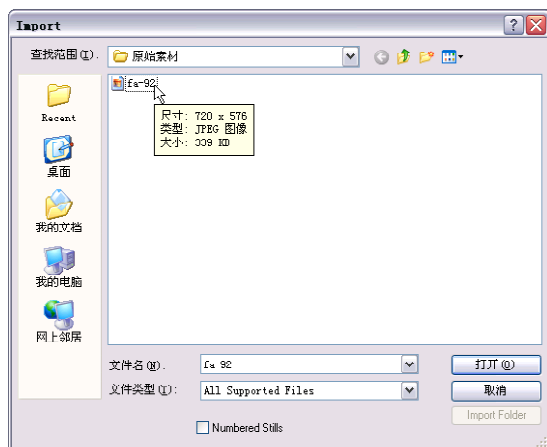 Import
查找范围(I):
原始素材
fa-92
尺寸: 720 x 576
类型: JPEG 图像
大小: 339 KB
Recent
桌面
我的文档
我的电脑
网上邻居
文件名(N):
fa-92
打开(O)
文件类型(T):
All Supported Files
取消
Numbered Stills
Import Folder